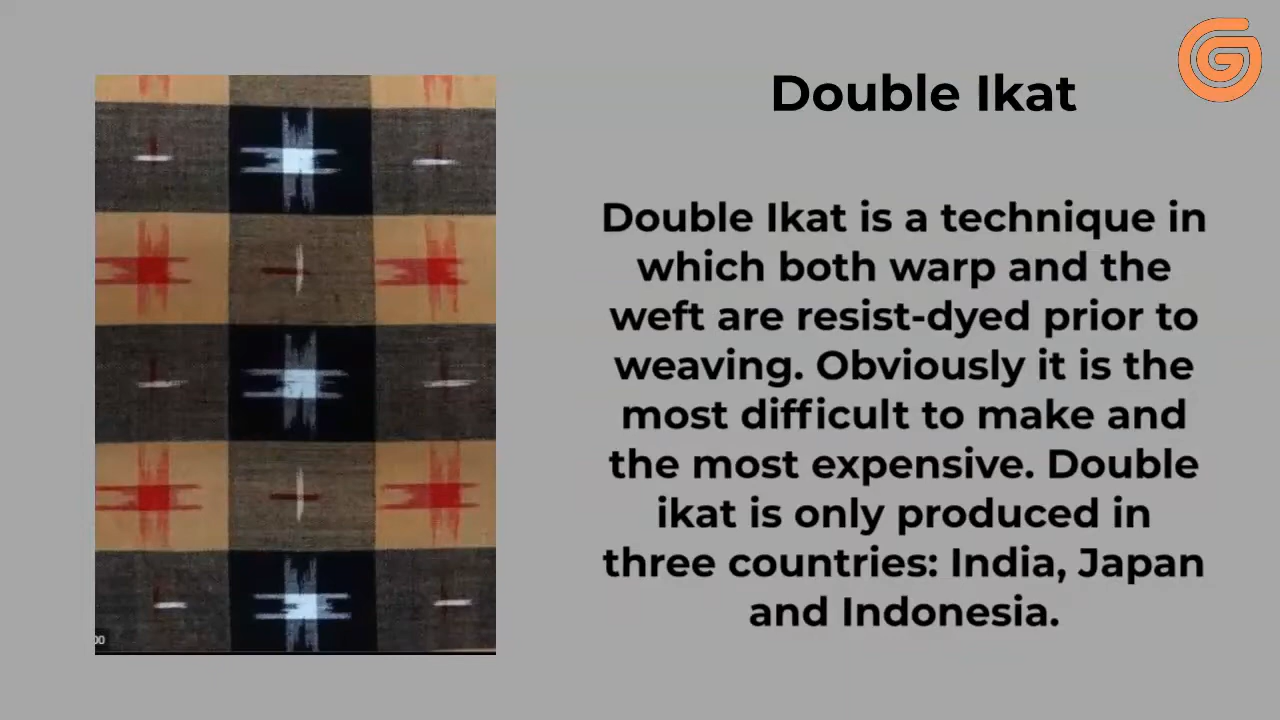 Double Ikat
Double Ikat is a technique in
which both warp and the
weft are resist-dyed prior to
weaving. Obviously it is the
most difficult to make and
the most expensive. Double
ikat is only produced in
three countries: India, Japan
and Indonesia.
00